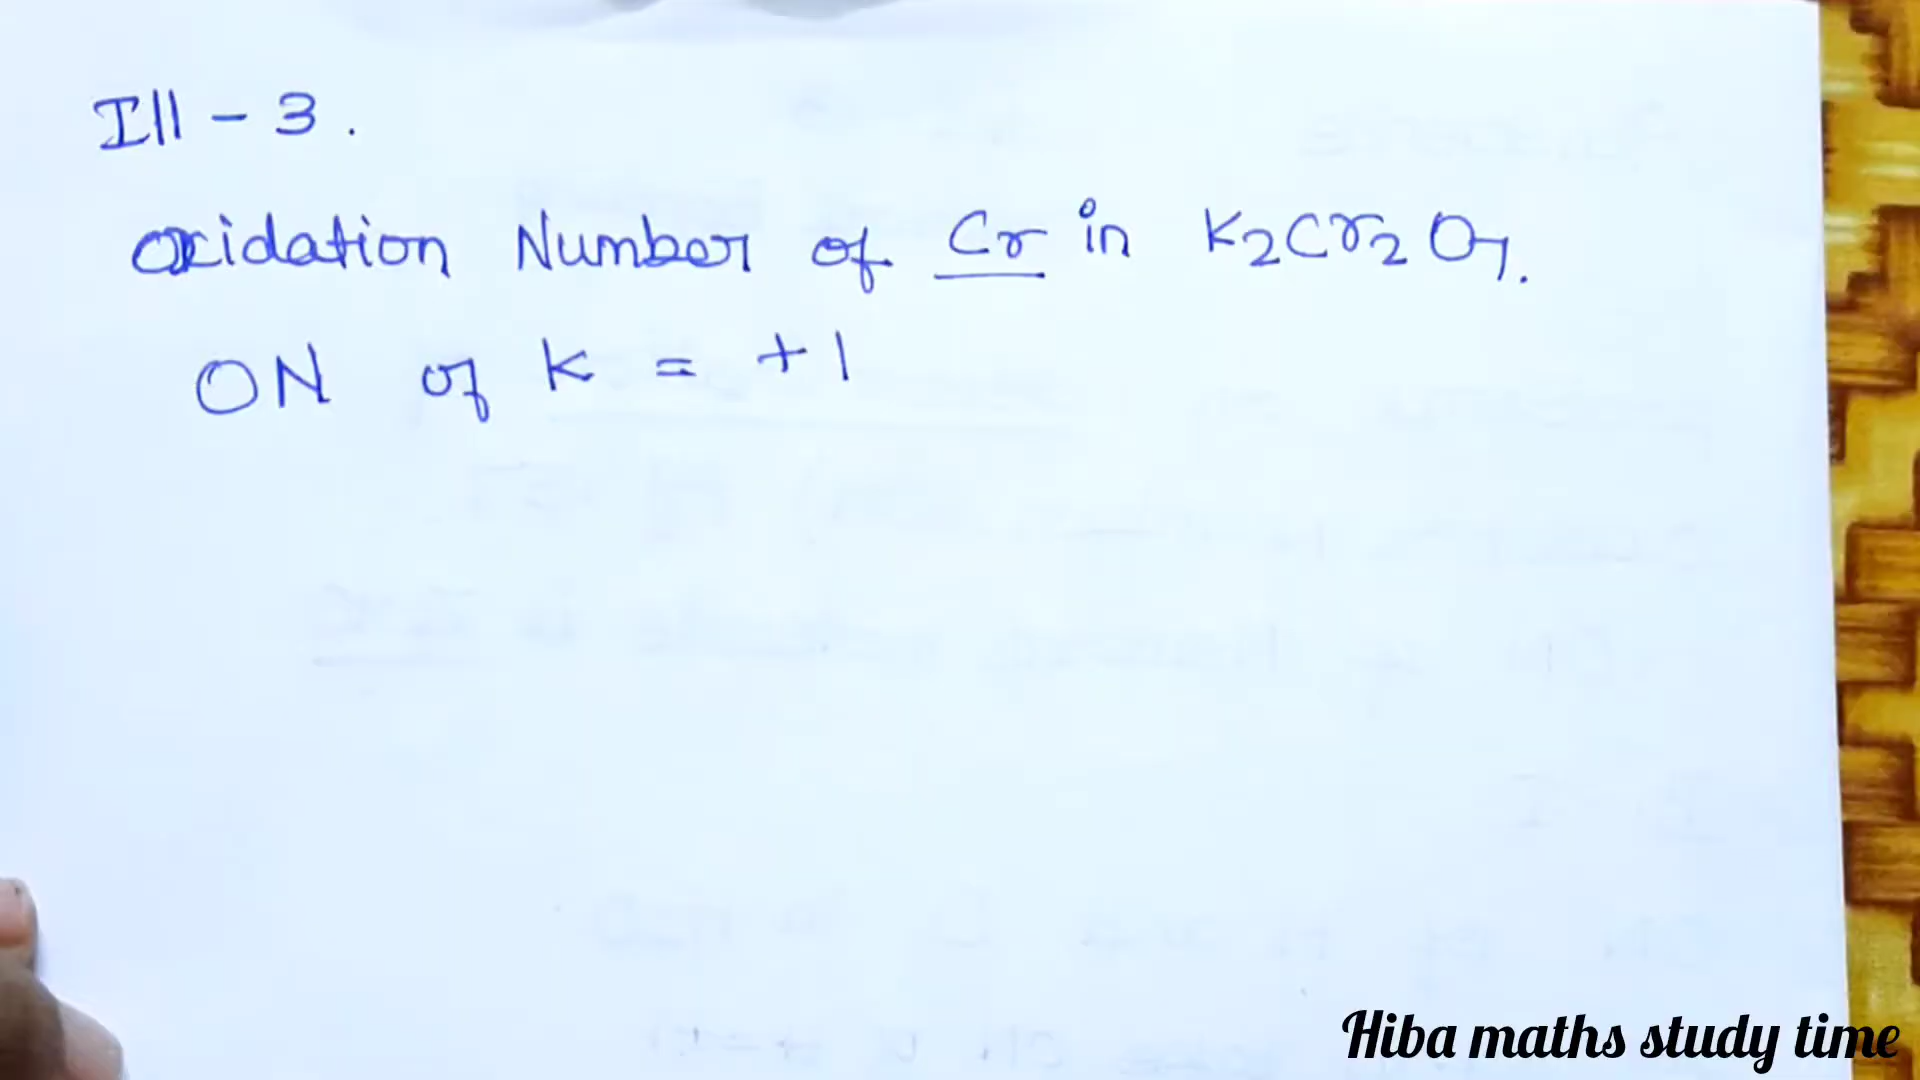 Ill - 3.
Oxidation Number of Cr in K2Cr2O7.
ON of K = +1
Hiba maths study time